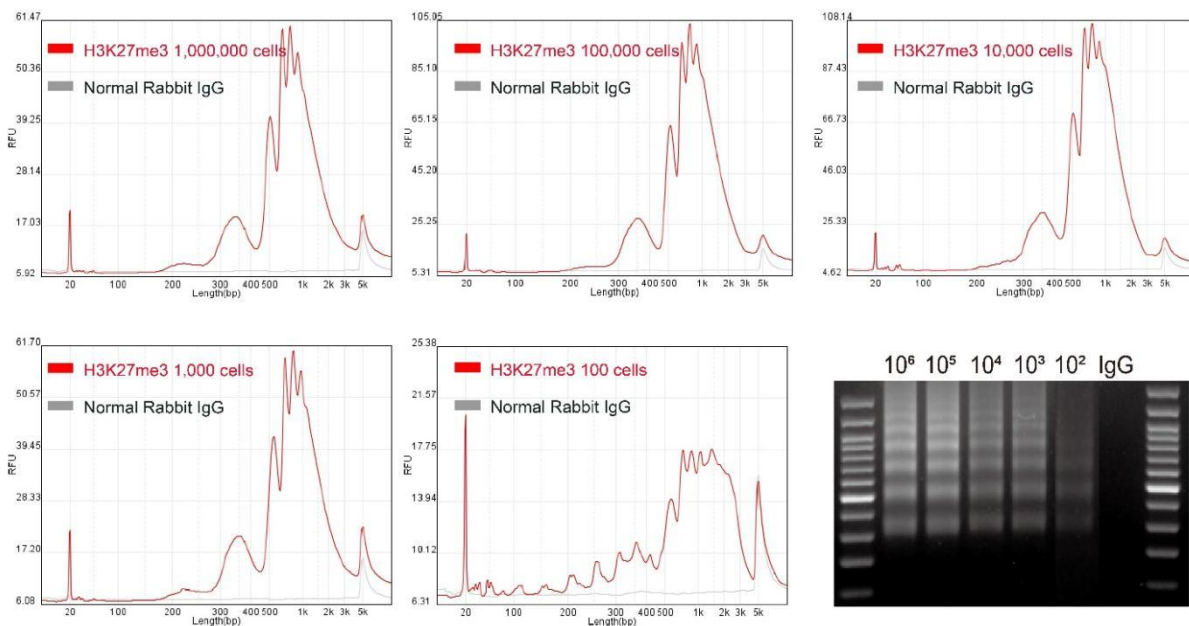 61.47
50.36
39.25
28.14
17.03
5.92
RFU
H3K27me3 1,000,000 cells
Normal Rabbit IgG
20 100 200 300 400 500 1k 2k 3k 5k
Length(bp)
105.05
85.10
65.15
45.20
25.25
5.31
RFU
H3K27me3 100,000 cells
Normal Rabbit IgG
20 100 200 300 400 500 1k 2k 3k 5k
Length(bp)
108.14
87.43
66.73
46.03
25.33
4.62
RFU
H3K27me3 10,000 cells
Normal Rabbit IgG
20 100 200 300 400 500 1k 2k 3k 5k
Length(bp)
61.70
50.57
39.45
28.33
17.20
6.08
RFU
H3K27me3 1,000 cells
Normal Rabbit IgG
20 100 200 300 400 500 1k 2k 3k 5k
Length(bp)
25.38
21.57
17.75
13.94
10.12
6.31
RFU
H3K27me3 100 cells
Normal Rabbit IgG
20 100 200 300 400 500 1k 2k 3k 5k
Length(bp)
10⁶ 10⁵ 10⁴ 10³ 10² IgG